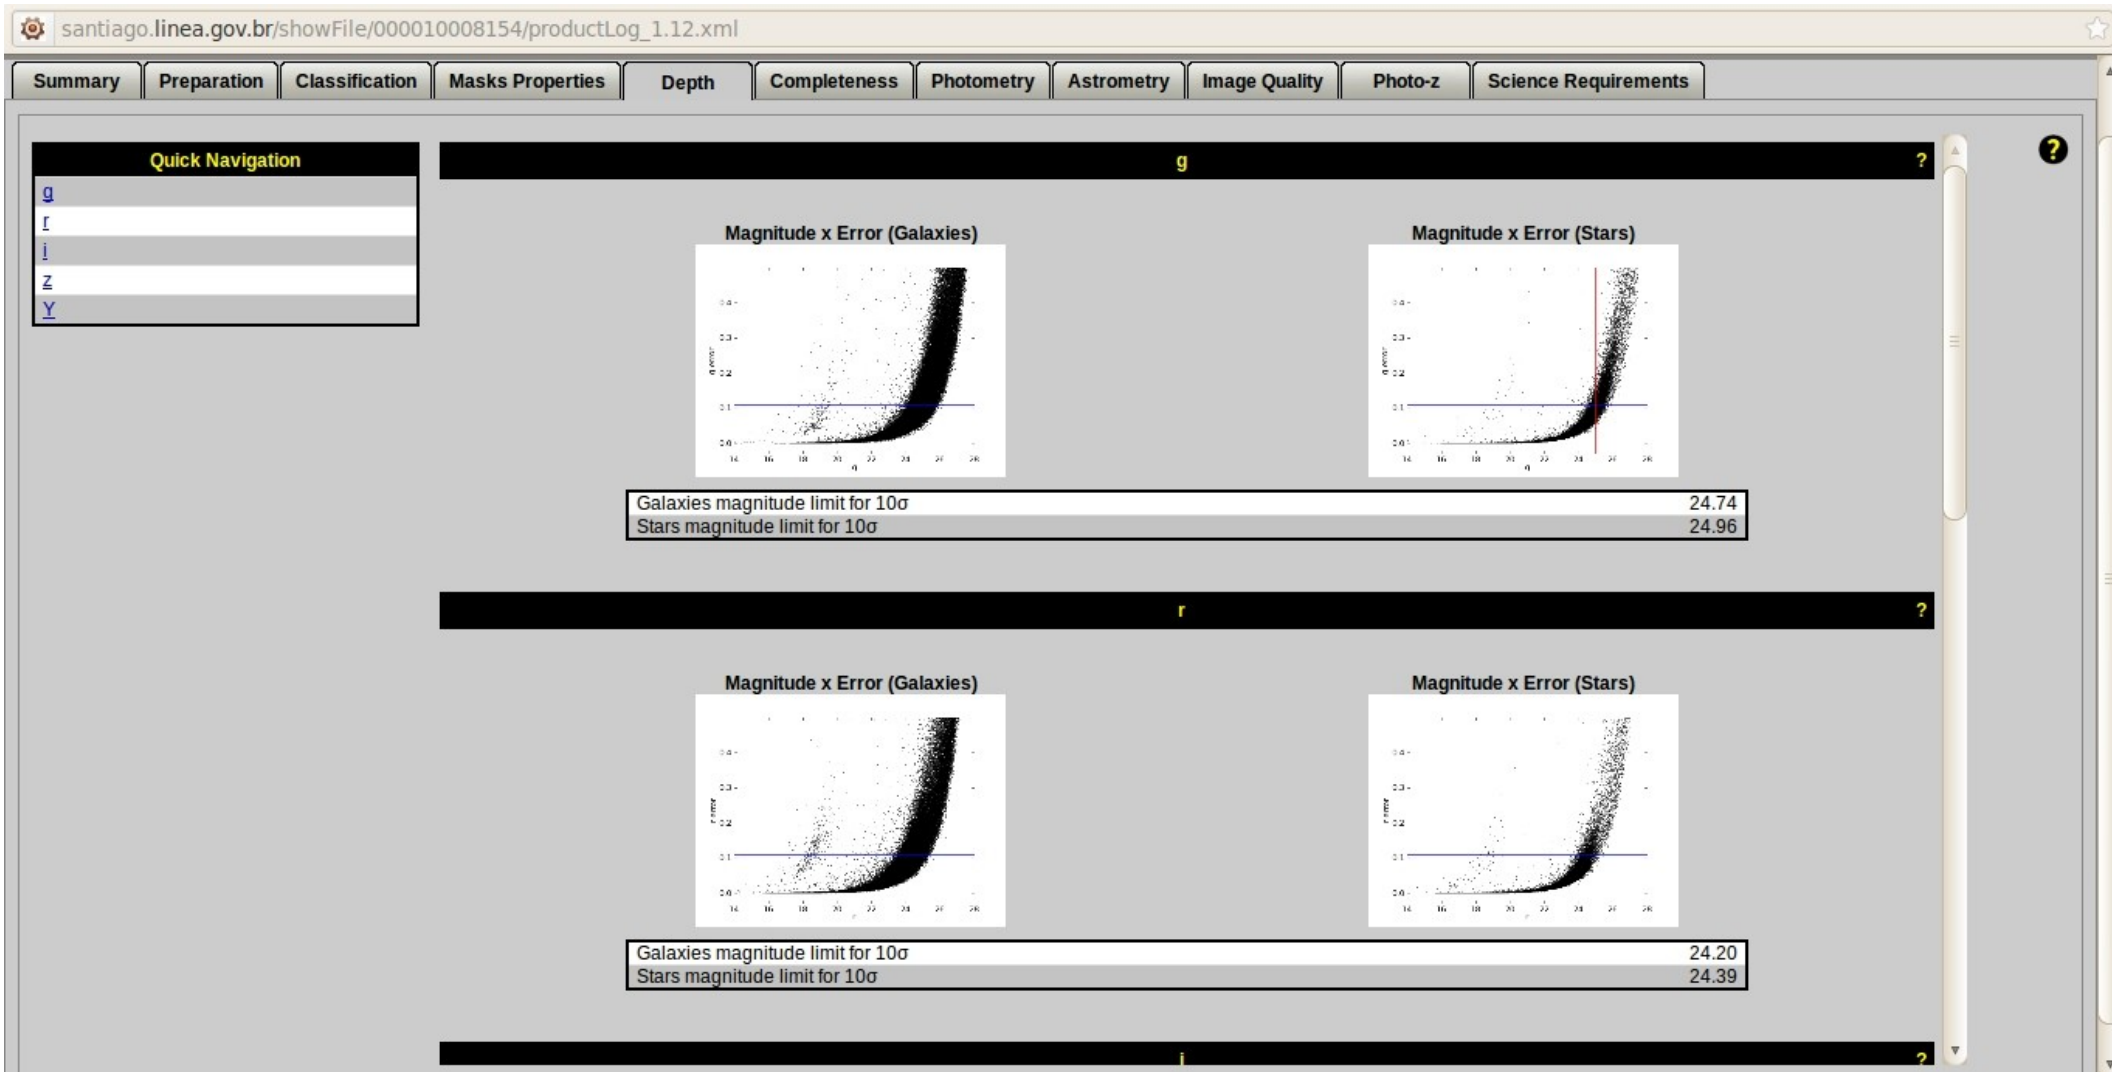 santiago.linea.gov.br/showFile/000010008154/productLog_1.12.xml
Summary Preparation Classification Masks Properties Depth Completeness Photometry Astrometry Image Quality Photo-z Science Requirements
Quick Navigation
g
r
i
z
Y
g ?
?
Magnitude x Error (Galaxies) Magnitude x Error (Stars)
Galaxies magnitude limit for 10σ 24.74
Stars magnitude limit for 10σ 24.96
r ?
Magnitude x Error (Galaxies) Magnitude x Error (Stars)
Galaxies magnitude limit for 10σ 24.20
Stars magnitude limit for 10σ 24.39
i ?